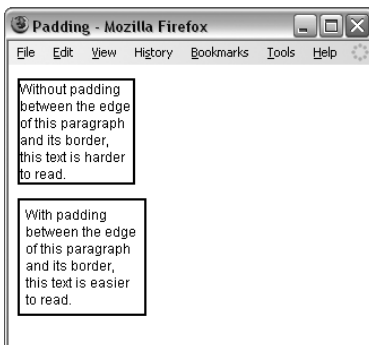 Padding - Mozilla Firefox
File Edit View History Bookmarks Tools Help
Without padding
between the edge
of this paragraph
and its border,
this text is harder
to read.
With padding
between the edge
of this paragraph
and its border,
this text is easier
to read.